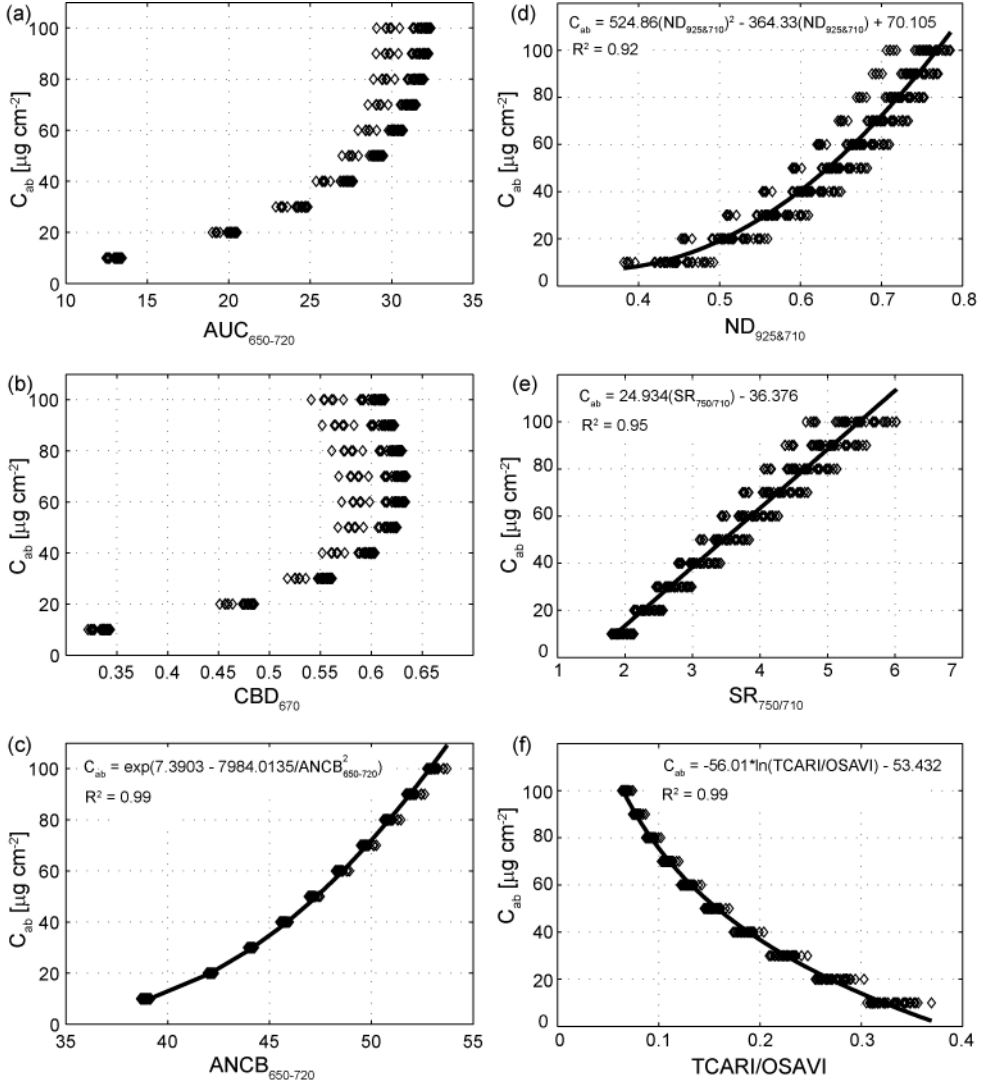 (a)
C_ab [µg cm⁻²]
100
80
60
40
20
0
10 15 20 25 30 35
AUC_650-720
(b)
C_ab [µg cm⁻²]
100
80
60
40
20
0
0.35 0.4 0.45 0.5 0.55 0.6 0.65
CBD_670
(c)
C_ab = exp(7.3903 - 7984.0135/ANCB²_650-720)
R² = 0.99
C_ab [µg cm⁻²]
100
80
60
40
20
0
35 40 45 50 55
ANCB_650-720
(d)
C_ab = 524.86(ND_925&710)² - 364.33(ND_925&710) + 70.105
R² = 0.92
C_ab [µg cm⁻²]
100
80
60
40
20
0
0.4 0.5 0.6 0.7 0.8
ND_925&710
(e)
C_ab = 24.934(SR_750/710) - 36.376
R² = 0.95
C_ab [µg cm⁻²]
100
80
60
40
20
0
1 2 3 4 5 6 7
SR_750/710
(f)
C_ab = -56.01*ln(TCARI/OSAVI) - 53.432
R² = 0.99
C_ab [µg cm⁻²]
100
80
60
40
20
0
0 0.1 0.2 0.3 0.4
TCARI/OSAVI